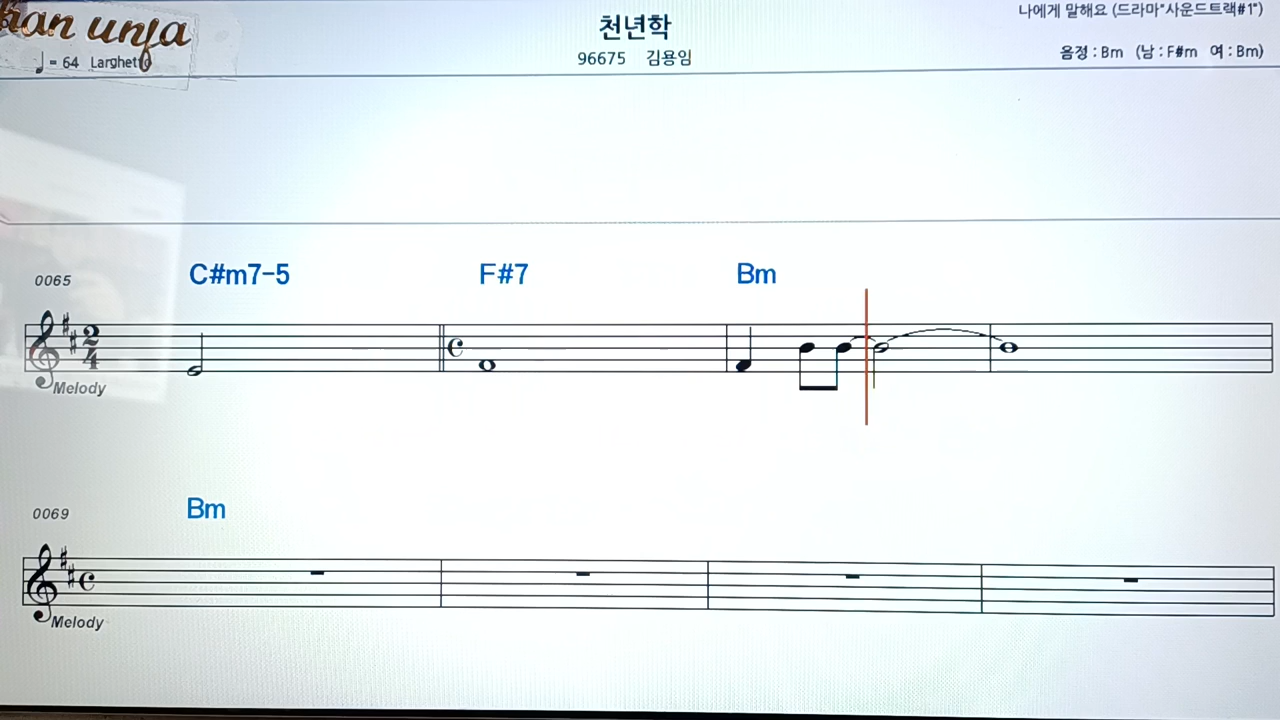 나에게 말해요 (드라마"사운드트랙#1")
천년학
♩= 64 Larghetto
96675 김용임
음정 : Bm (남 : F#m 여 : Bm)
0065 C#m7-5 F#7 Bm
2
4
Melody
0069 Bm
Melody